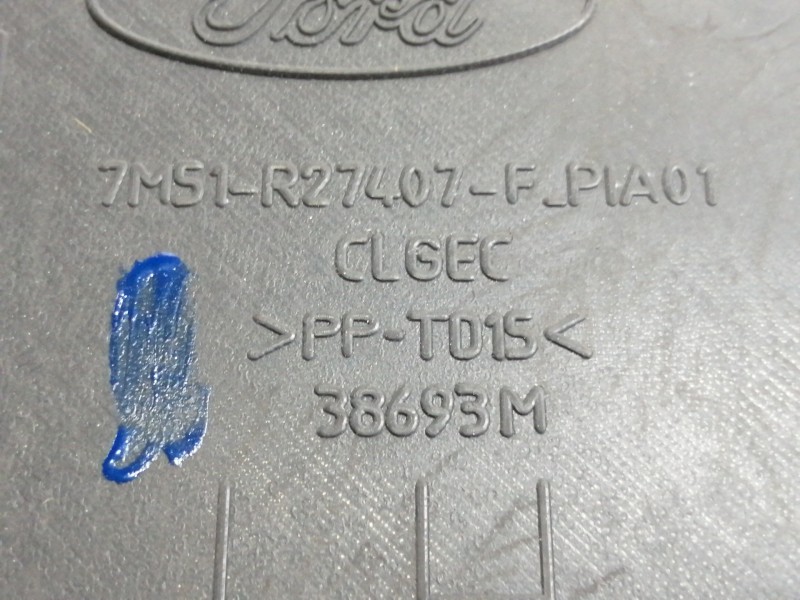 Ford
7M51-R27407-F_PIA01
CLGEC
>PP-TD15<
38693M